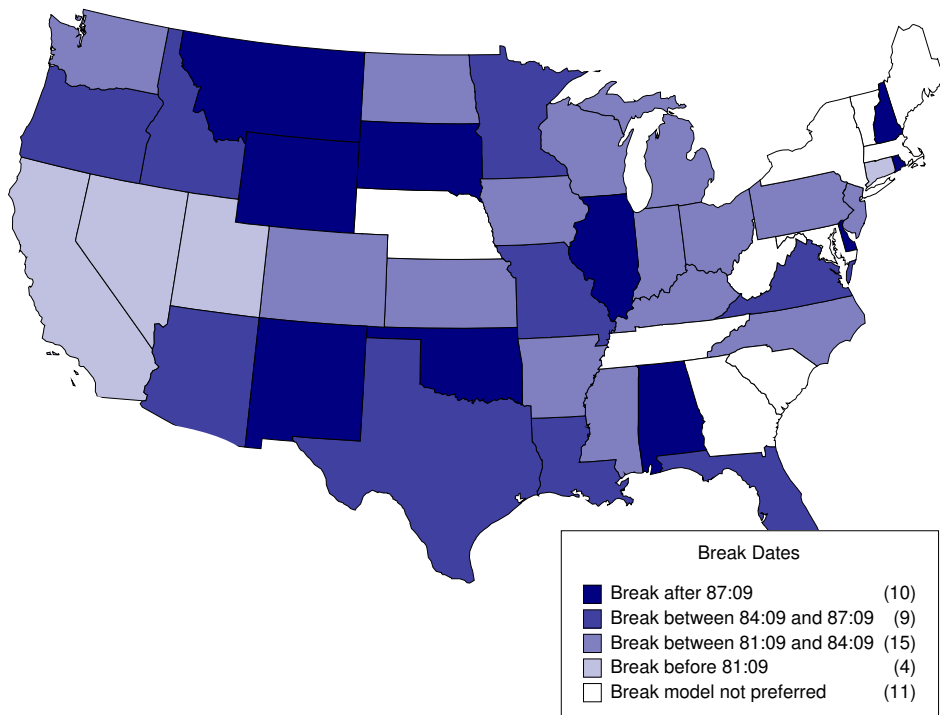 Break Dates
Break after 87:09 (10)
Break between 84:09 and 87:09 (9)
Break between 81:09 and 84:09 (15)
Break before 81:09 (4)
Break model not preferred (11)